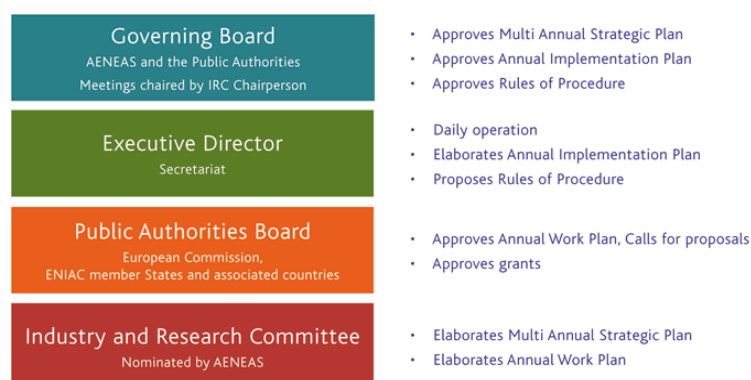 Governing Board
AENEAS and the Public Authorities
Meetings chaired by IRC Chairperson
• Approves Multi Annual Strategic Plan
• Approves Annual Implementation Plan
• Approves Rules of Procedure
Executive Director
Secretariat
• Daily operation
• Elaborates Annual Implementation Plan
• Proposes Rules of Procedure
Public Authorities Board
European Commission,
ENIAC member States and associated countries
• Approves Annual Work Plan, Calls for proposals
• Approves grants
Industry and Research Committee
Nominated by AENEAS
• Elaborates Multi Annual Strategic Plan
• Elaborates Annual Work Plan